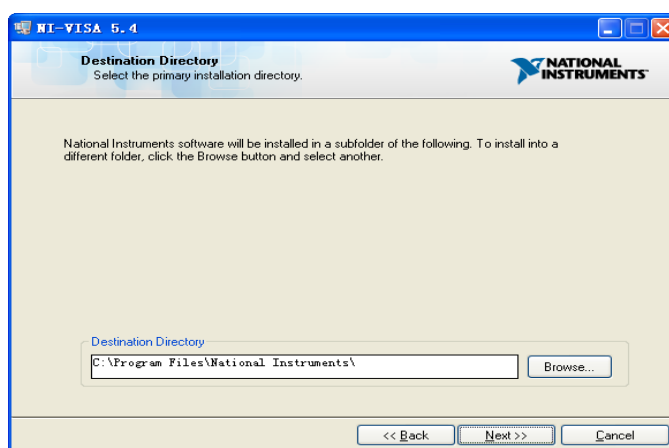 NI-VISA 5.4
Destination Directory
Select the primary installation directory.
NATIONAL
INSTRUMENTS™
National Instruments software will be installed in a subfolder of the following. To install into a
different folder, click the Browse button and select another.
Destination Directory
C:\Program Files\National Instruments\
Browse...
<< Back
Next >>
Cancel